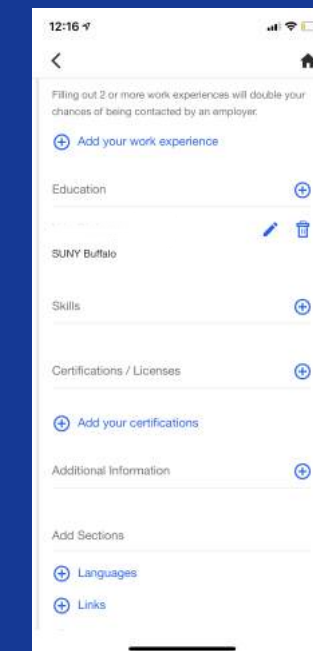 12:16
Filling out 2 or more work experiences will double your
chances of being contacted by an employer.
Add your work experience
Education
SUNY Buffalo
Skills
Certifications / Licenses
Add your certifications
Additional Information
Add Sections
Languages
Links